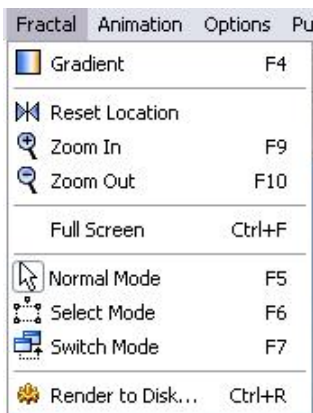 Fractal Animation Options Pu
Gradient F4
Reset Location
Zoom In F9
Zoom Out F10
Full Screen Ctrl+F
Normal Mode F5
Select Mode F6
Switch Mode F7
Render to Disk... Ctrl+R